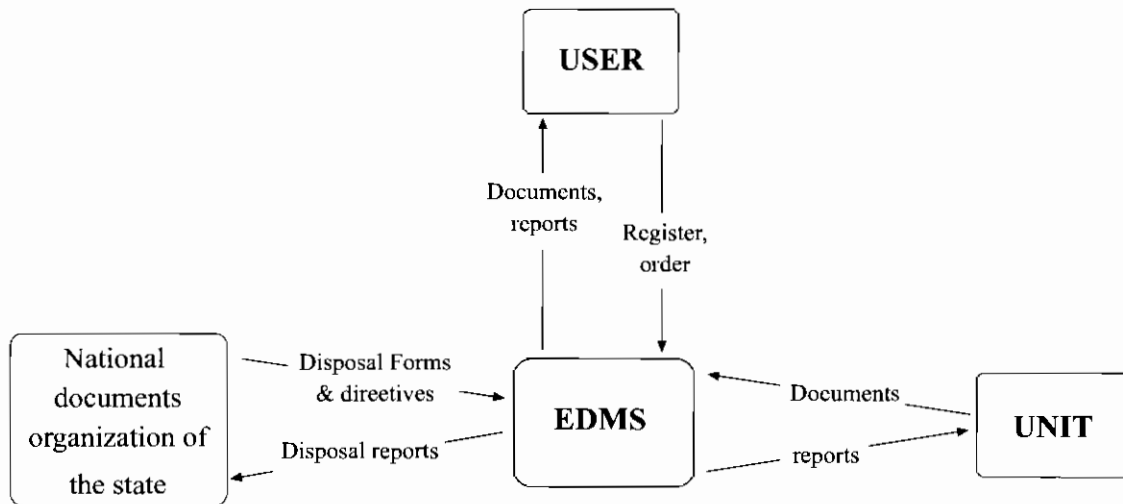 USER
Documents,
reports
Register,
order
National
documents
organization of
the state
Disposal Forms
& direetives
Disposal reports
EDMS
Documents
reports
UNIT